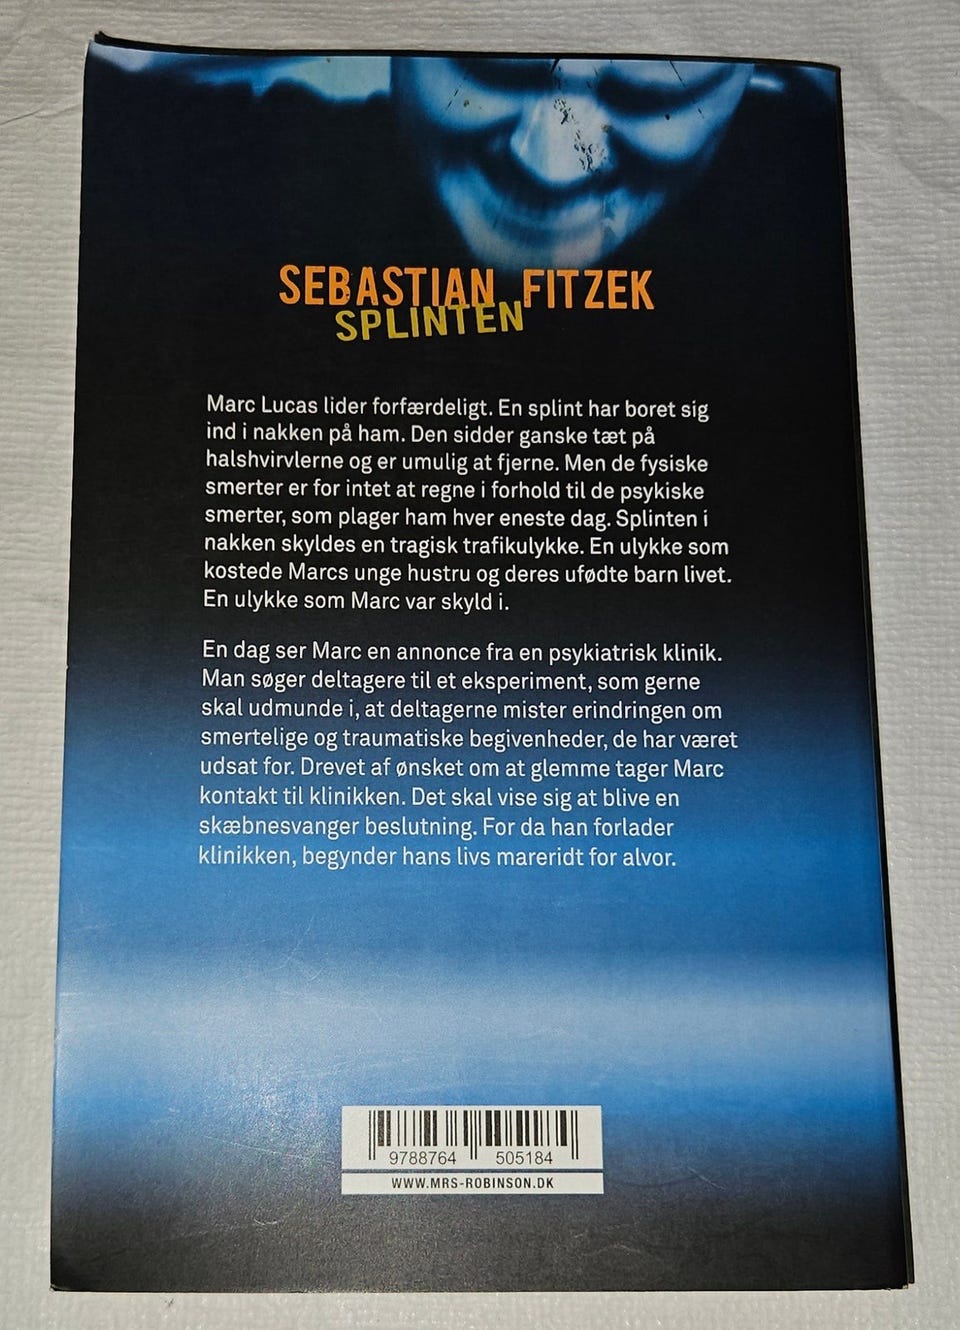 SEBASTIAN FITZEK
SPLINTEN
Marc Lucas lider forfærdeligt. En splint har boret sig
ind i nakken på ham. Den sidder ganske tæt på
halshvirvlerne og er umulig at fjerne. Men de fysiske
smerter er for intet at regne i forhold til de psykiske
smerter, som plager ham hver eneste dag. Splinten i
nakken skyldes en tragisk trafikulykke. En ulykke som
kostede Marcs unge hustru og deres ufødte barn livet.
En ulykke som Marc var skyld i.
En dag ser Marc en annonce fra en psykiatrisk klinik.
Man søger deltagere til et eksperiment, som gerne
skal udmunde i, at deltagerne mister erindringen om
smertelige og traumatiske begivenheder, de har været
udsat for. Drevet af ønsket om at glemme tager Marc
kontakt til klinikken. Det skal vise sig at blive en
skæbnesvanger beslutning. For da han forlader
klinikken, begynder hans livs mareridt for alvor.
9788764 505184
WWW.MRS-ROBINSON.DK